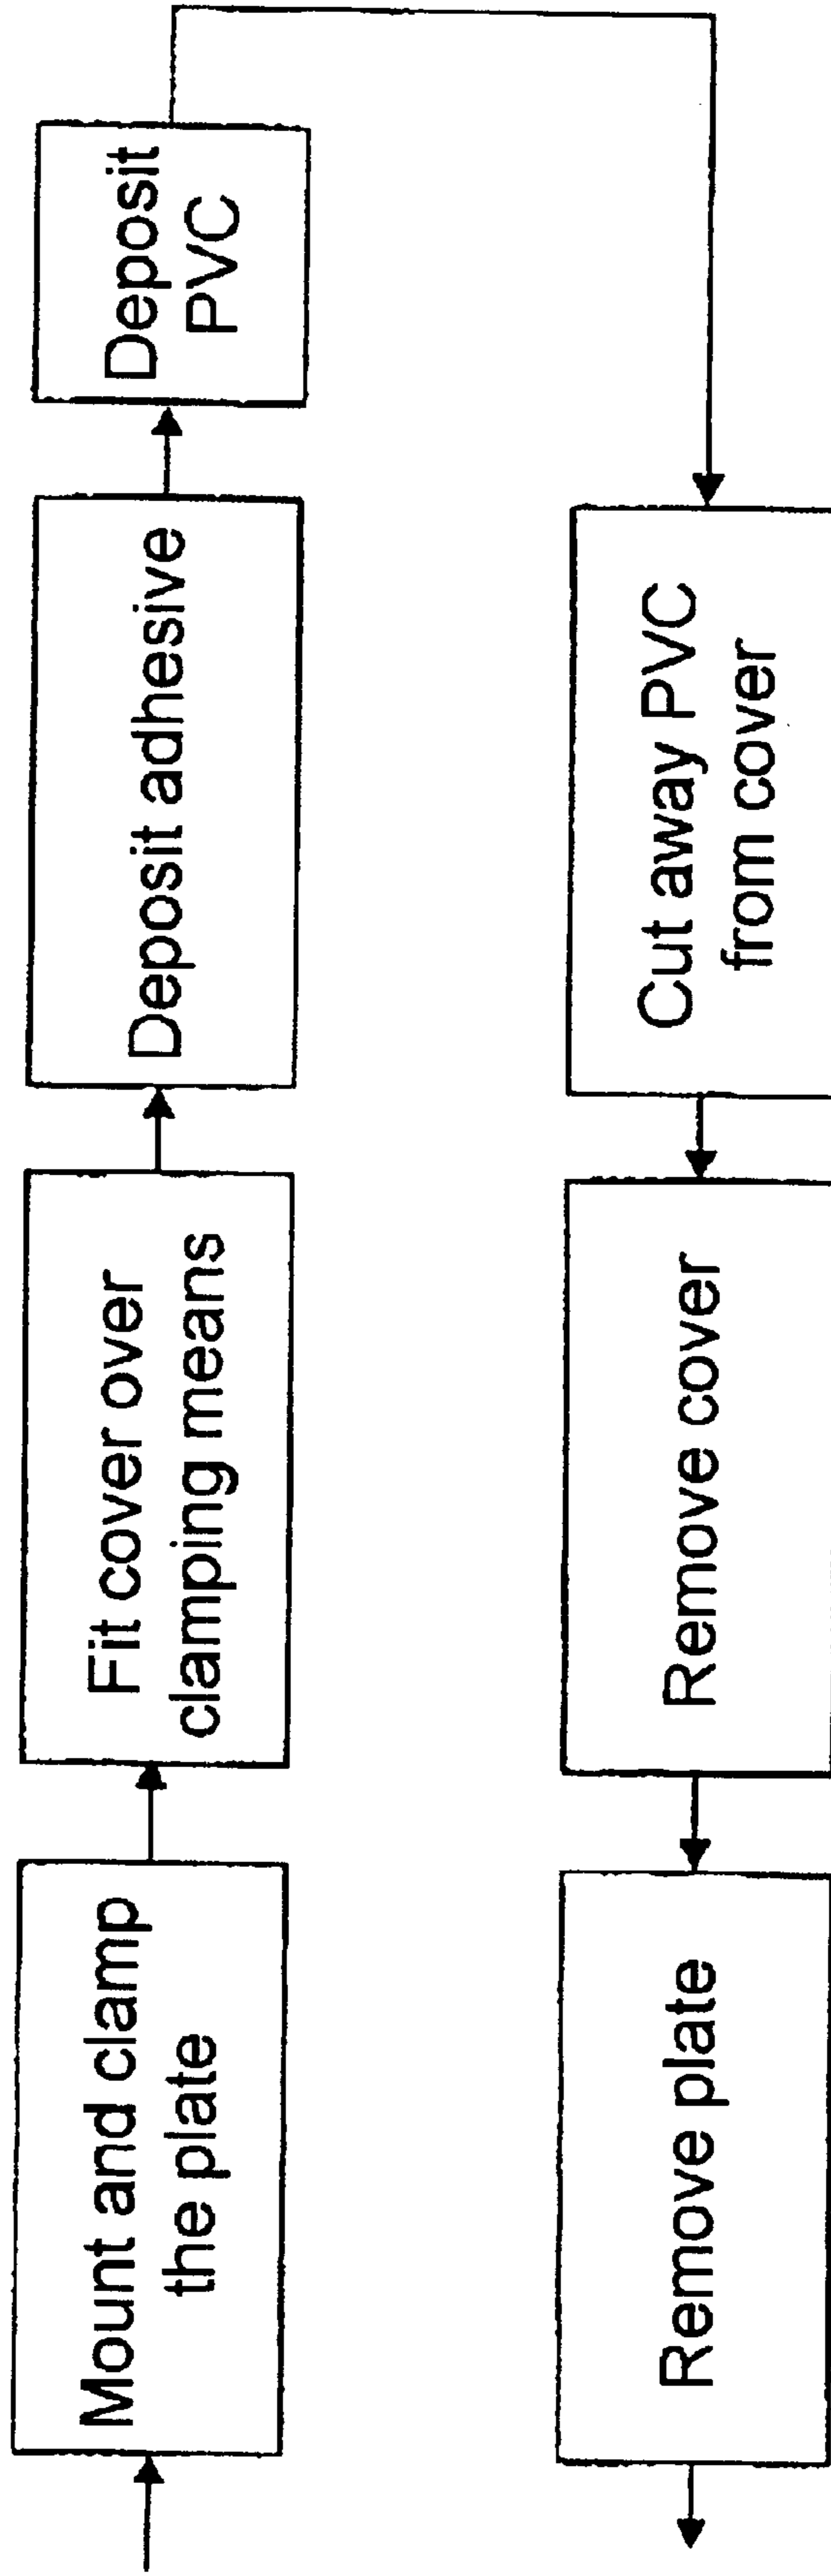 Mount and clamp
the plate
Fit cover over
clamping means
Deposit adhesive
Deposit
PVC
Cut away PVC
from cover
Remove cover
Remove plate